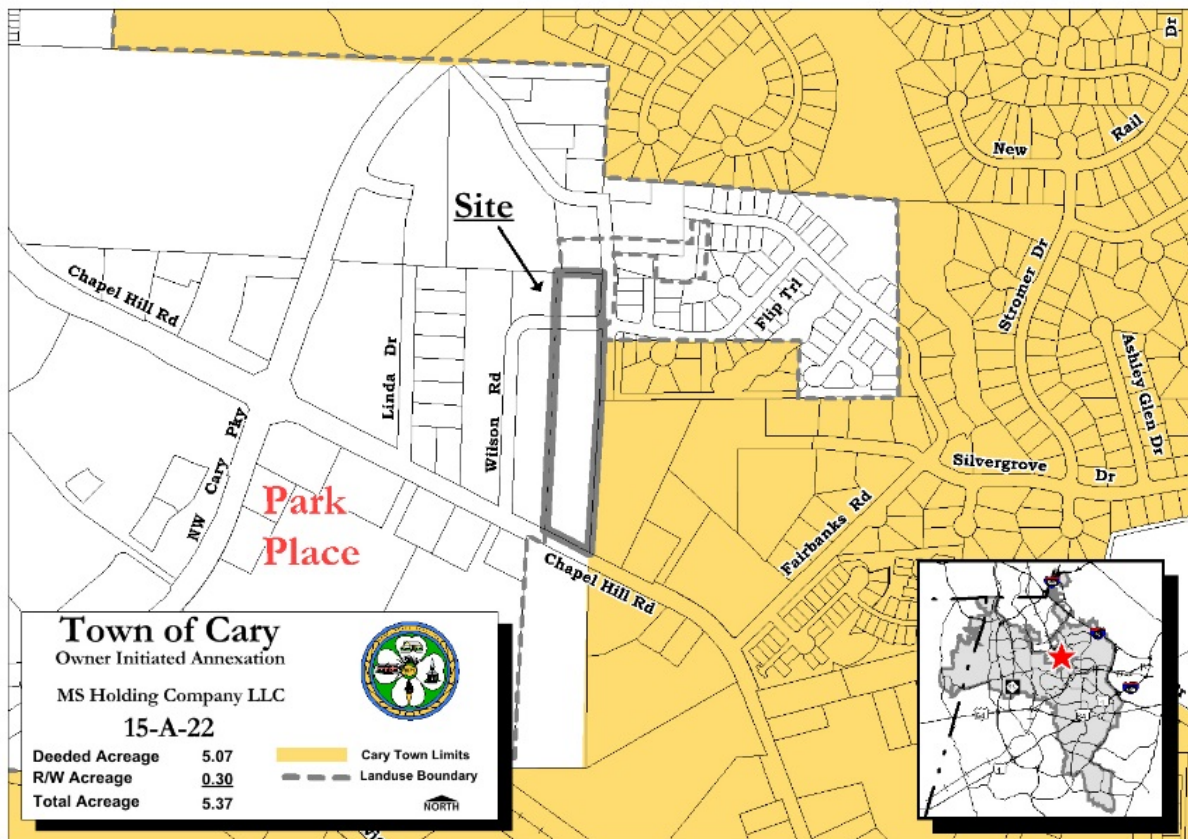 Dr
New
Rail
Site
Chapel Hill Rd
Linda Dr
Wilson Rd
Flip Trl
Stromer Dr
Ashley Glen Dr
NW Cary Pky
Park
Place
Silvergrove
Dr
Fairbanks Rd
Chapel Hill Rd
Town of Cary
Owner Initiated Annexation
MS Holding Company LLC
15-A-22
Deeded Acreage 5.07
R/W Acreage 0.30
Total Acreage 5.37
Cary Town Limits
Landuse Boundary
NORTH